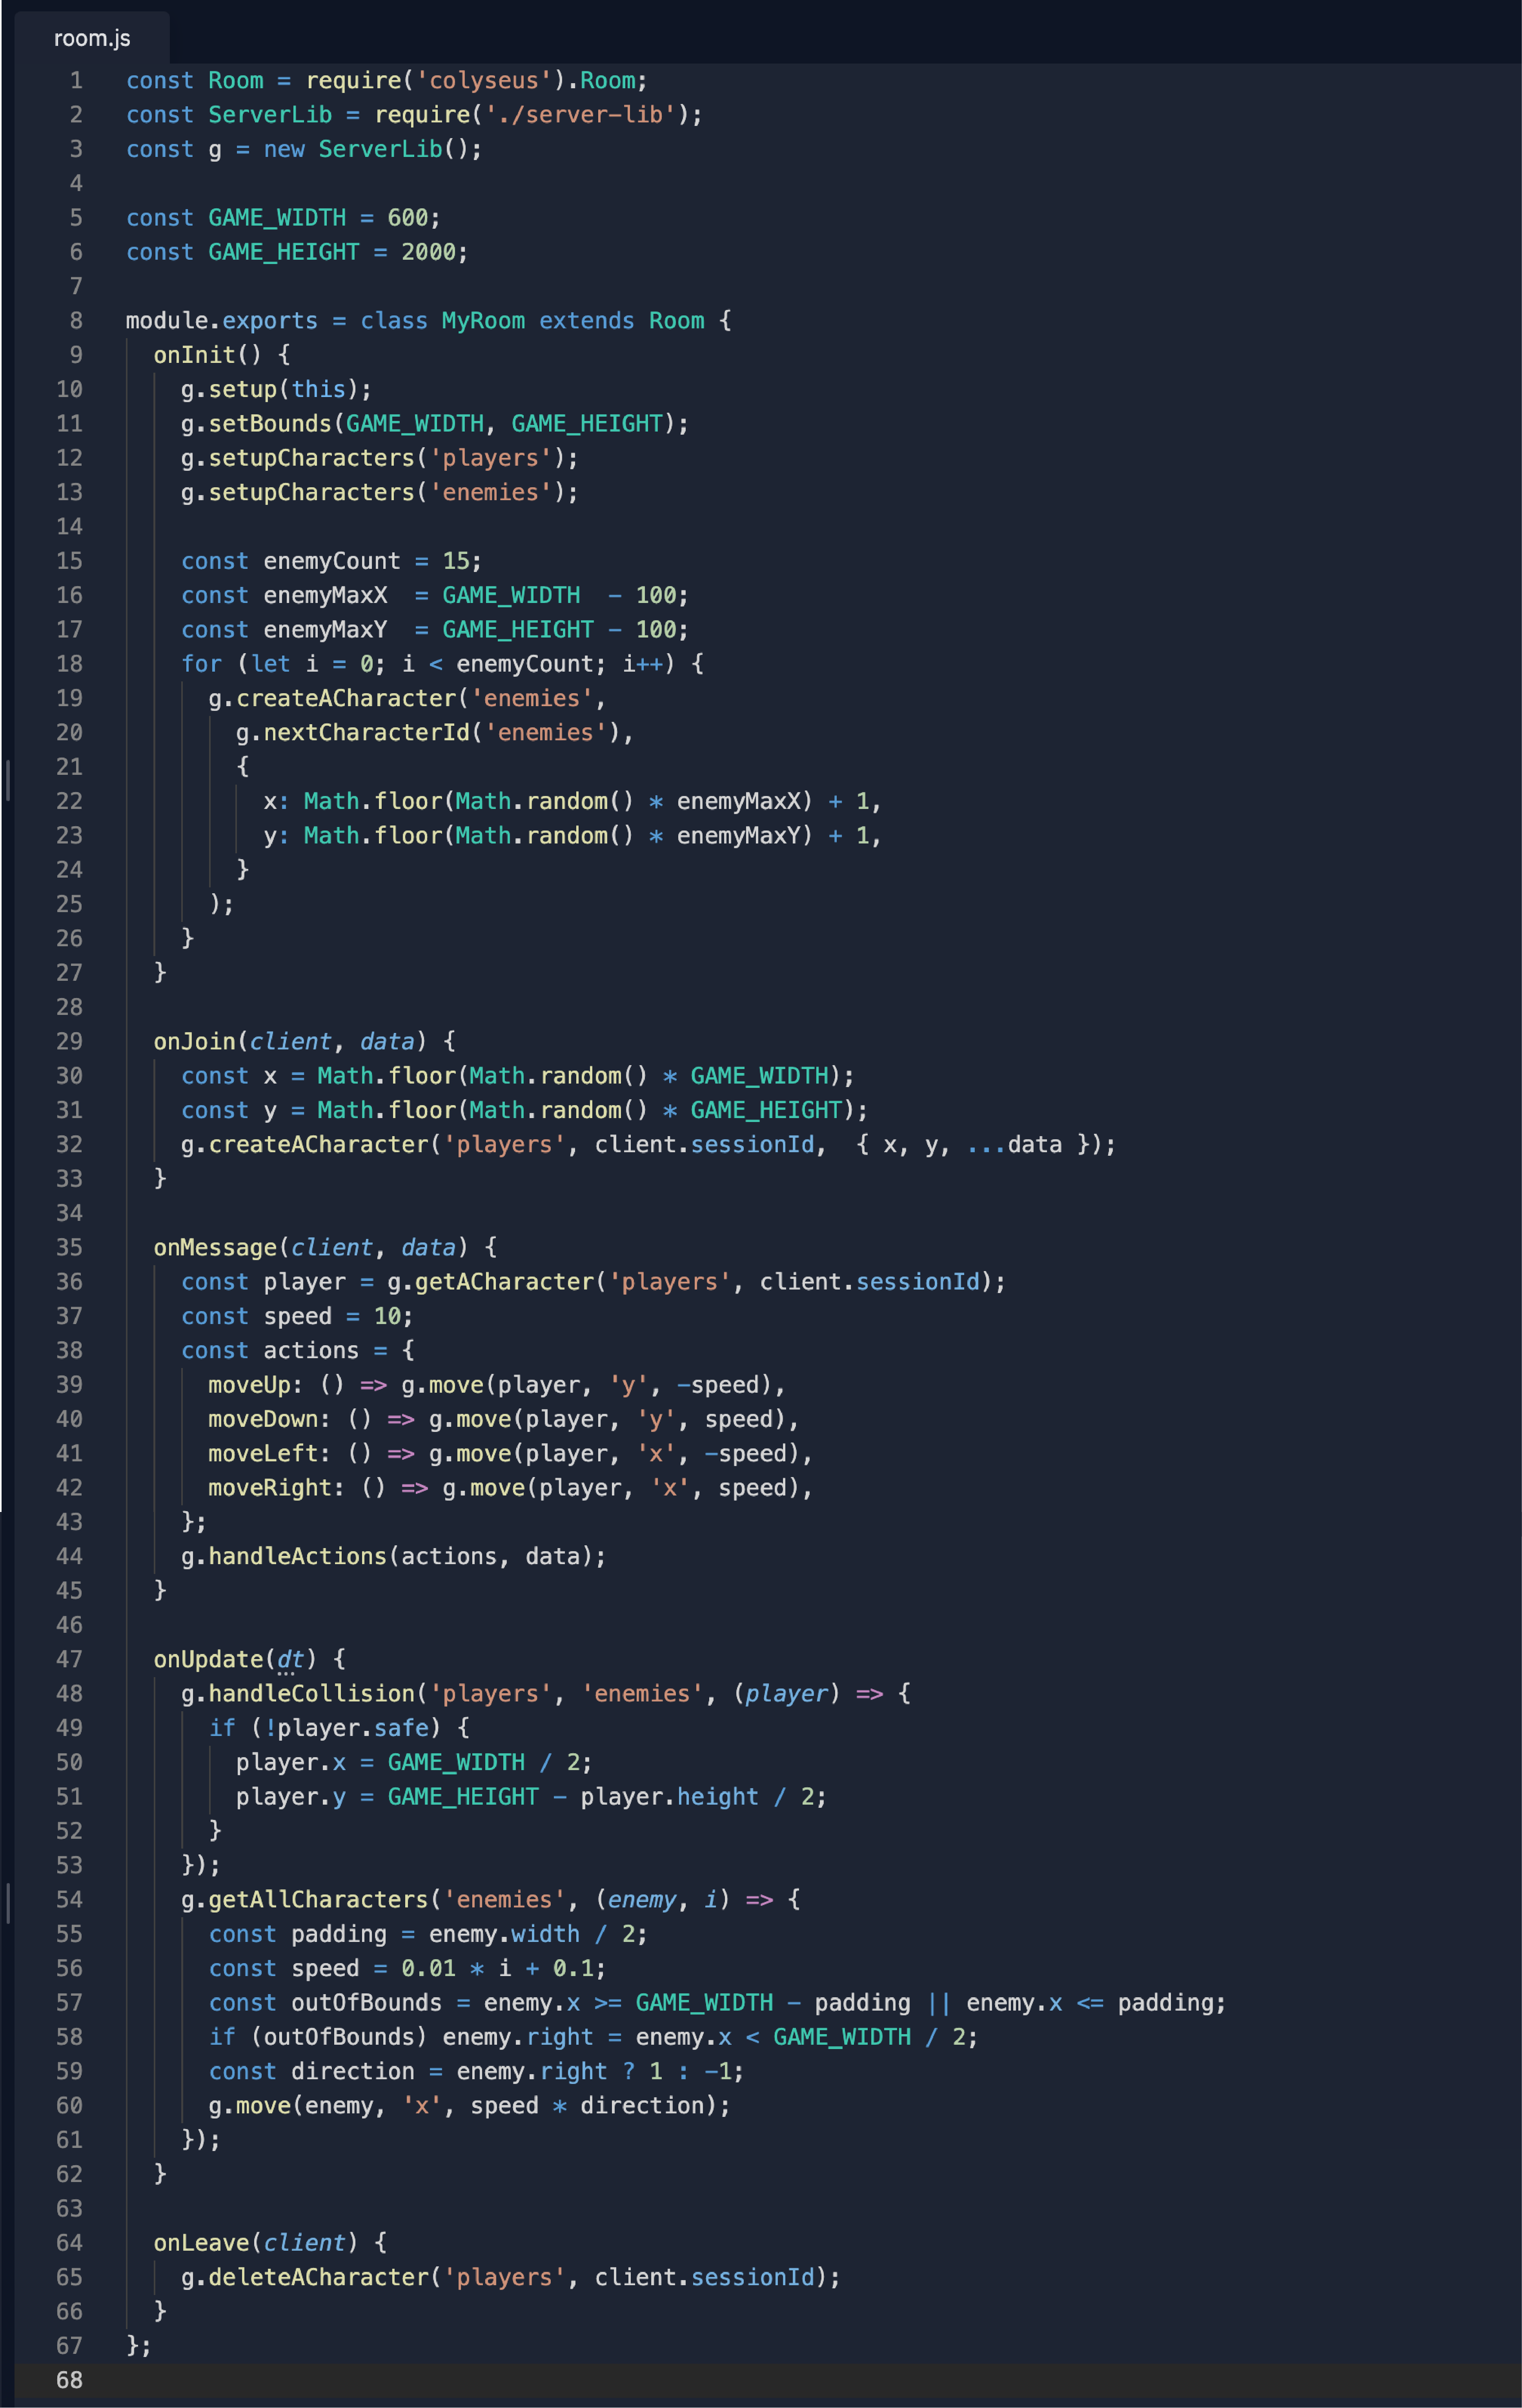 room.js
1 const Room = require('colyseus').Room;
2 const ServerLib = require('./server-lib');
3 const g = new ServerLib();
4
5 const GAME_WIDTH = 600;
6 const GAME_HEIGHT = 2000;
7
8 module.exports = class MyRoom extends Room {
9   onInit() {
10     g.setup(this);
11     g.setBounds(GAME_WIDTH, GAME_HEIGHT);
12     g.setupCharacters('players');
13     g.setupCharacters('enemies');
14
15     const enemyCount = 15;
16     const enemyMaxX  = GAME_WIDTH  - 100;
17     const enemyMaxY  = GAME_HEIGHT - 100;
18     for (let i = 0; i < enemyCount; i++) {
19       g.createACharacter('enemies',
20         g.nextCharacterId('enemies'),
21         {
22           x: Math.floor(Math.random() * enemyMaxX) + 1,
23           y: Math.floor(Math.random() * enemyMaxY) + 1,
24         }
25       );
26     }
27   }
28
29   onJoin(client, data) {
30     const x = Math.floor(Math.random() * GAME_WIDTH);
31     const y = Math.floor(Math.random() * GAME_HEIGHT);
32     g.createACharacter('players', client.sessionId,  { x, y, ...data });
33   }
34
35   onMessage(client, data) {
36     const player = g.getACharacter('players', client.sessionId);
37     const speed = 10;
38     const actions = {
39       moveUp: () => g.move(player, 'y', -speed),
40       moveDown: () => g.move(player, 'y', speed),
41       moveLeft: () => g.move(player, 'x', -speed),
42       moveRight: () => g.move(player, 'x', speed),
43     };
44     g.handleActions(actions, data);
45   }
46
47   onUpdate(dt) {
48     g.handleCollision('players', 'enemies', (player) => {
49       if (!player.safe) {
50         player.x = GAME_WIDTH / 2;
51         player.y = GAME_HEIGHT - player.height / 2;
52       }
53     });
54     g.getAllCharacters('enemies', (enemy, i) => {
55       const padding = enemy.width / 2;
56       const speed = 0.01 * i + 0.1;
57       const outOfBounds = enemy.x >= GAME_WIDTH - padding || enemy.x <= padding;
58       if (outOfBounds) enemy.right = enemy.x < GAME_WIDTH / 2;
59       const direction = enemy.right ? 1 : -1;
60       g.move(enemy, 'x', speed * direction);
61     });
62   }
63
64   onLeave(client) {
65     g.deleteACharacter('players', client.sessionId);
66   }
67 };
68